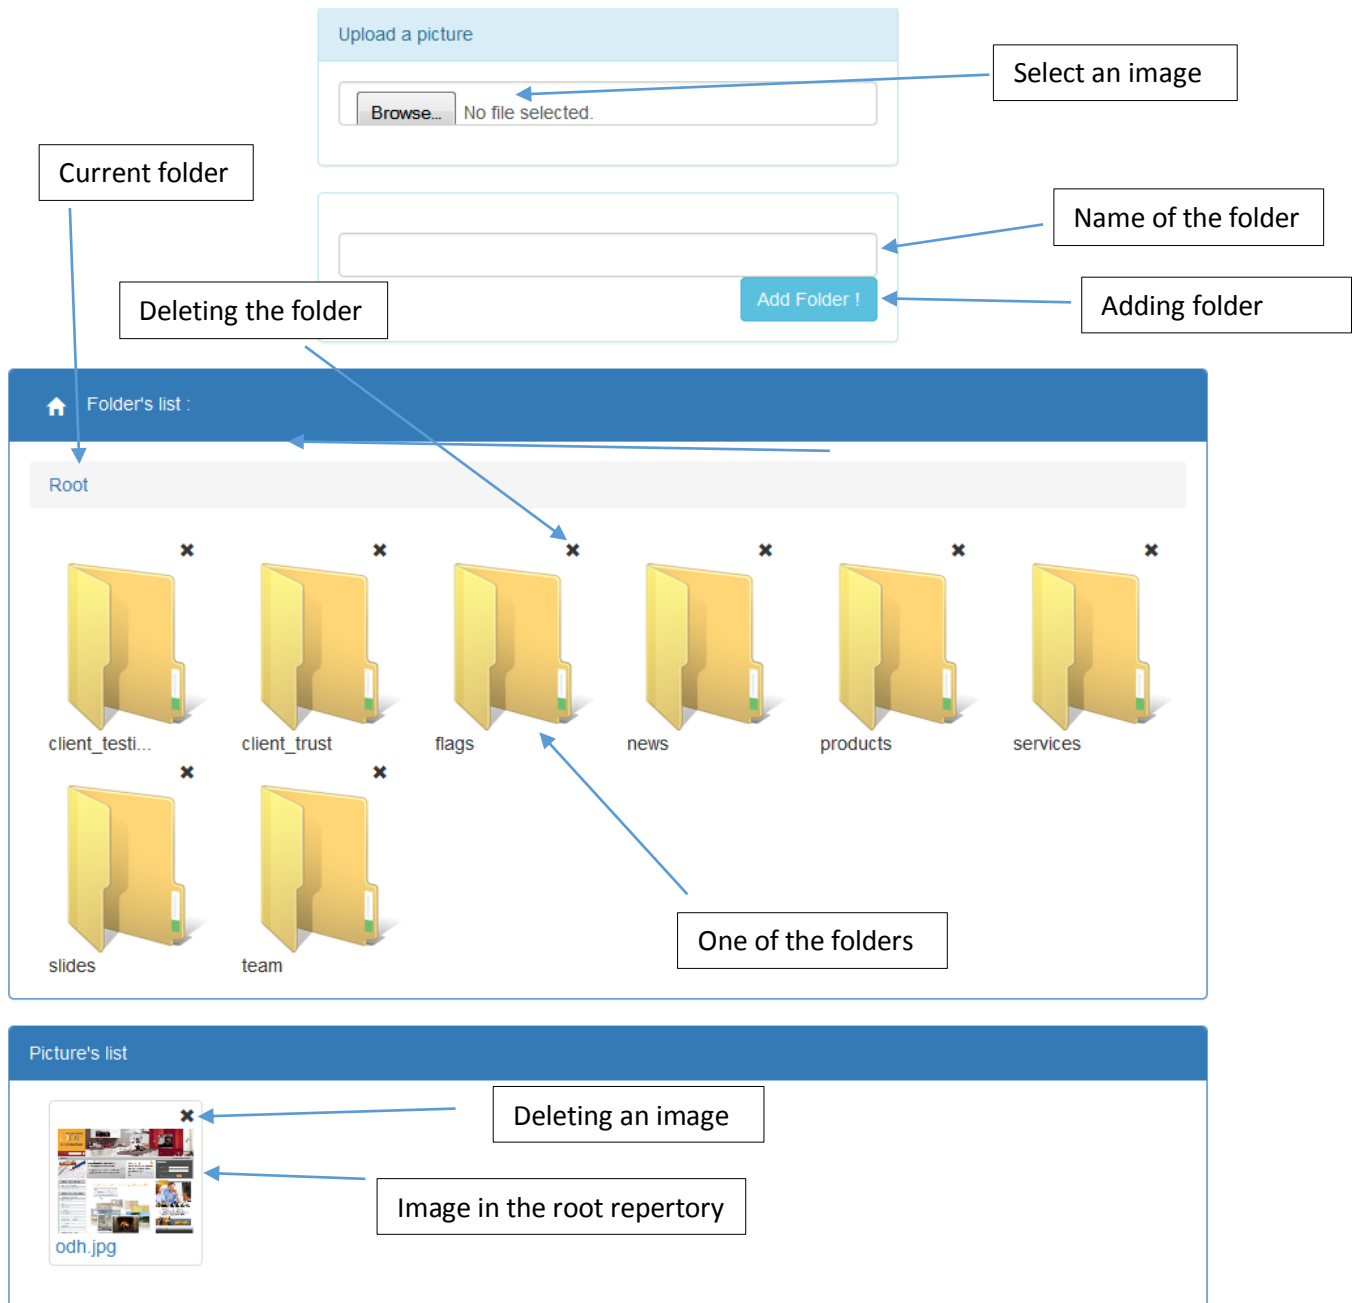 Upload a picture
Select an image
Browse... No file selected.
Current folder
Name of the folder
Deleting the folder
Add Folder !
Adding folder
Folder's list :
Root
client_testi... client_trust flags news products services
slides team
One of the folders
Picture's list
Deleting an image
Image in the root repertory
odh.jpg